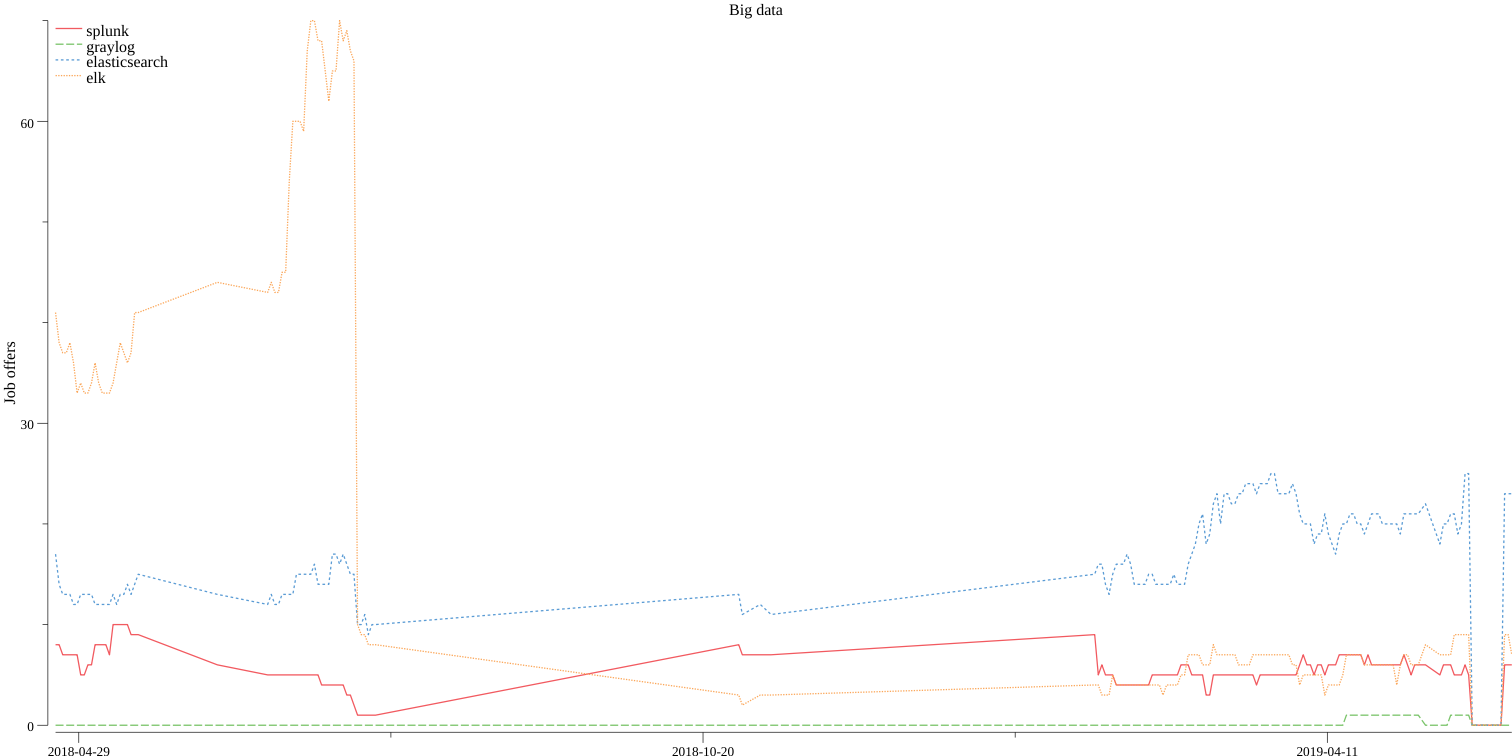 Big data
splunk
graylog
elasticsearch
elk
60
30
0
Job offers
2018-04-29
2018-10-20
2019-04-11